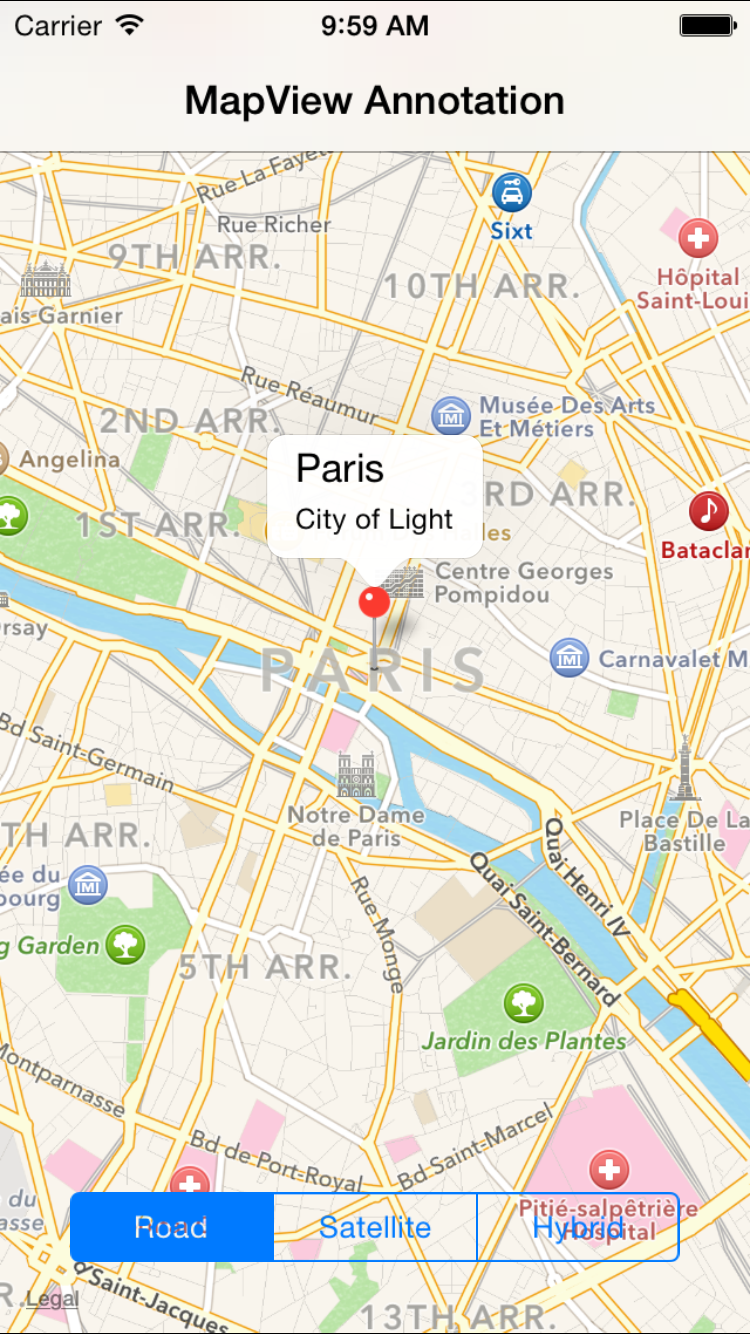 Carrier 9:59 AM
MapView Annotation
Rue La Fayett
Rue Richer
Sixt
9TH ARR.
Hôpital
Saint-Loui
10TH ARR.
ais Garnier
Rue Réaumur
Musée Des Arts
Et Métiers
2ND ARR.
Angelina
Paris
City of Light
3RD ARR.
1ST ARR.
Halles
Bataclan
Centre Georges
Pompidou
rsay
PARIS
Carnavalet M
Bd Saint-Germain
Notre Dame
de Paris
Place De La
Bastille
TH ARR.
Quai Henri IV
Quai Saint-Bernard
ée du
bourg
Rue Monge
g Garden
5TH ARR.
Jardin des Plantes
Montparnasse
Bd de Port-Royal
Bd Saint-Marcel
Pitié-salpêtrière
Hospital
du
asse
Road Satellite Hybrid
R.
Legal
Saint-Jacques
13TH ARR.